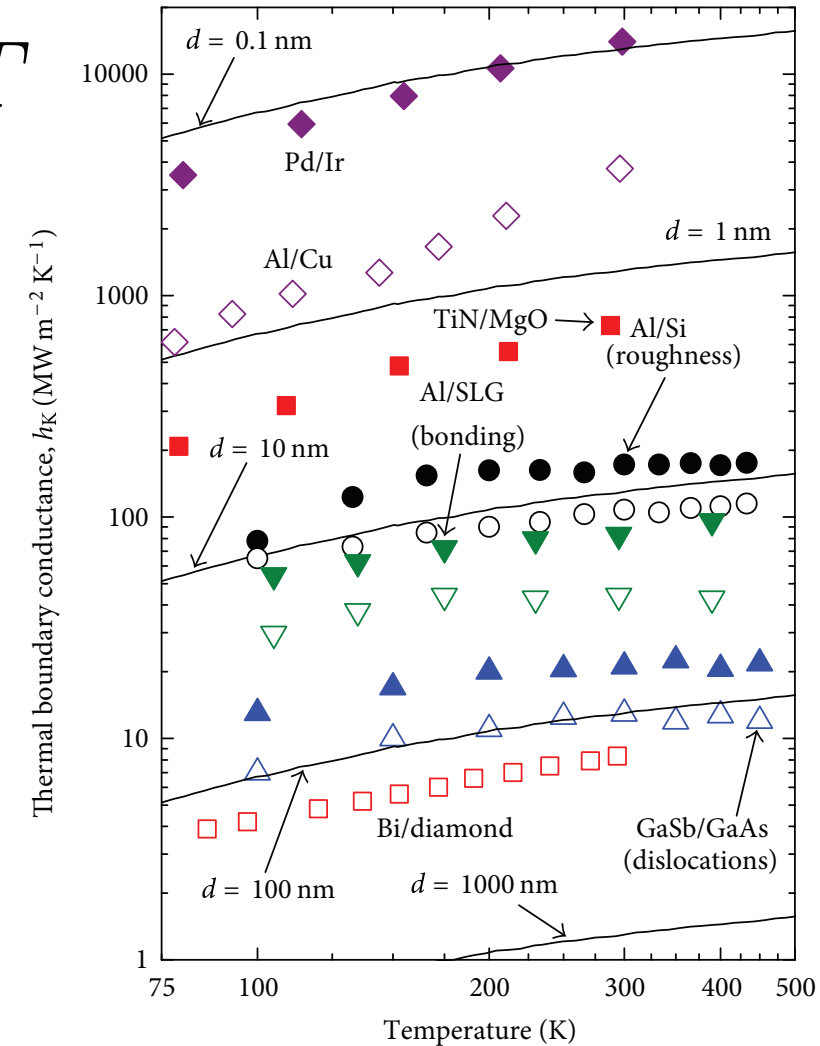 T
d = 0.1 nm
10000
Pd/Ir
Al/Cu
d = 1 nm
1000
TiN/MgO
Al/Si
(roughness)
Al/SLG
(bonding)
d = 10 nm
100
10
Bi/diamond
GaSb/GaAs
(dislocations)
d = 100 nm
d = 1000 nm
1
75 100 200 300 400 500
Temperature (K)
Thermal boundary conductance, h_K (MW m⁻² K⁻¹)